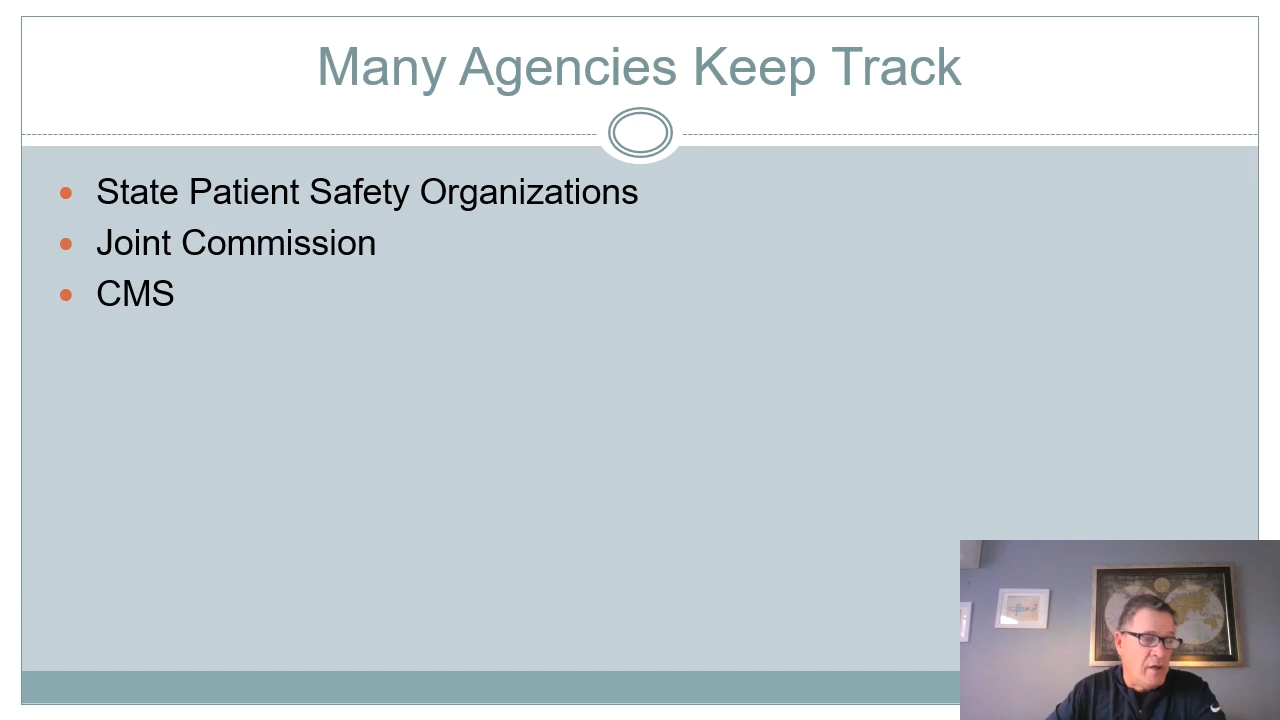 Many Agencies Keep Track
State Patient Safety Organizations
Joint Commission
CMS